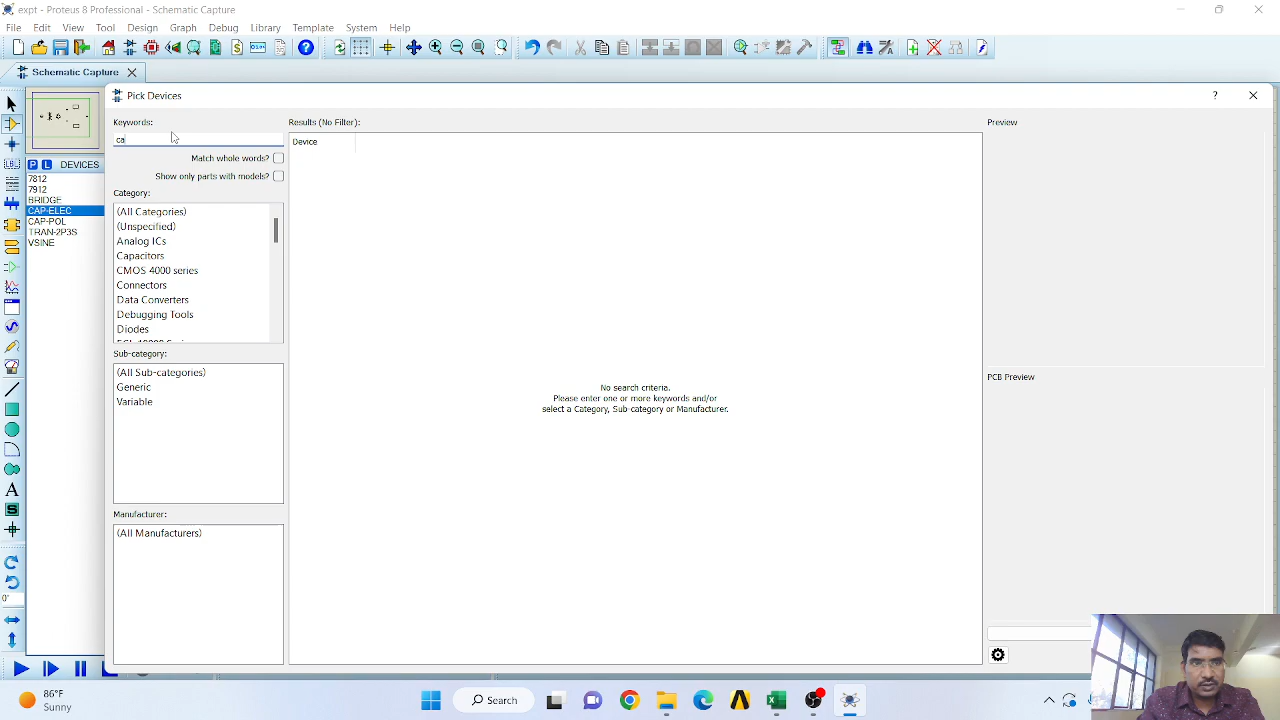 expt - Proteus 8 Professional - Schematic Capture
File Edit View Tool Design Graph Debug Library Template System Help
Schematic Capture
Pick Devices
Keywords:
ca
Match whole words?
Show only parts with models?
Category:
(All Categories)
(Unspecified)
Analog ICs
Capacitors
CMOS 4000 series
Connectors
Data Converters
Debugging Tools
Diodes
Sub-category:
(All Sub-categories)
Generic
Variable
Manufacturer:
(All Manufacturers)
Results (No Filter):
Device
No search criteria.
Please enter one or more keywords and/or
select a Category, Sub-category or Manufacturer.
Preview
PCB Preview
P L DEVICES
7812
7912
BRIDGE
CAP-ELEC
CAP-POL
TRAN-2P3S
VSINE
0°
86°F
Sunny
Search